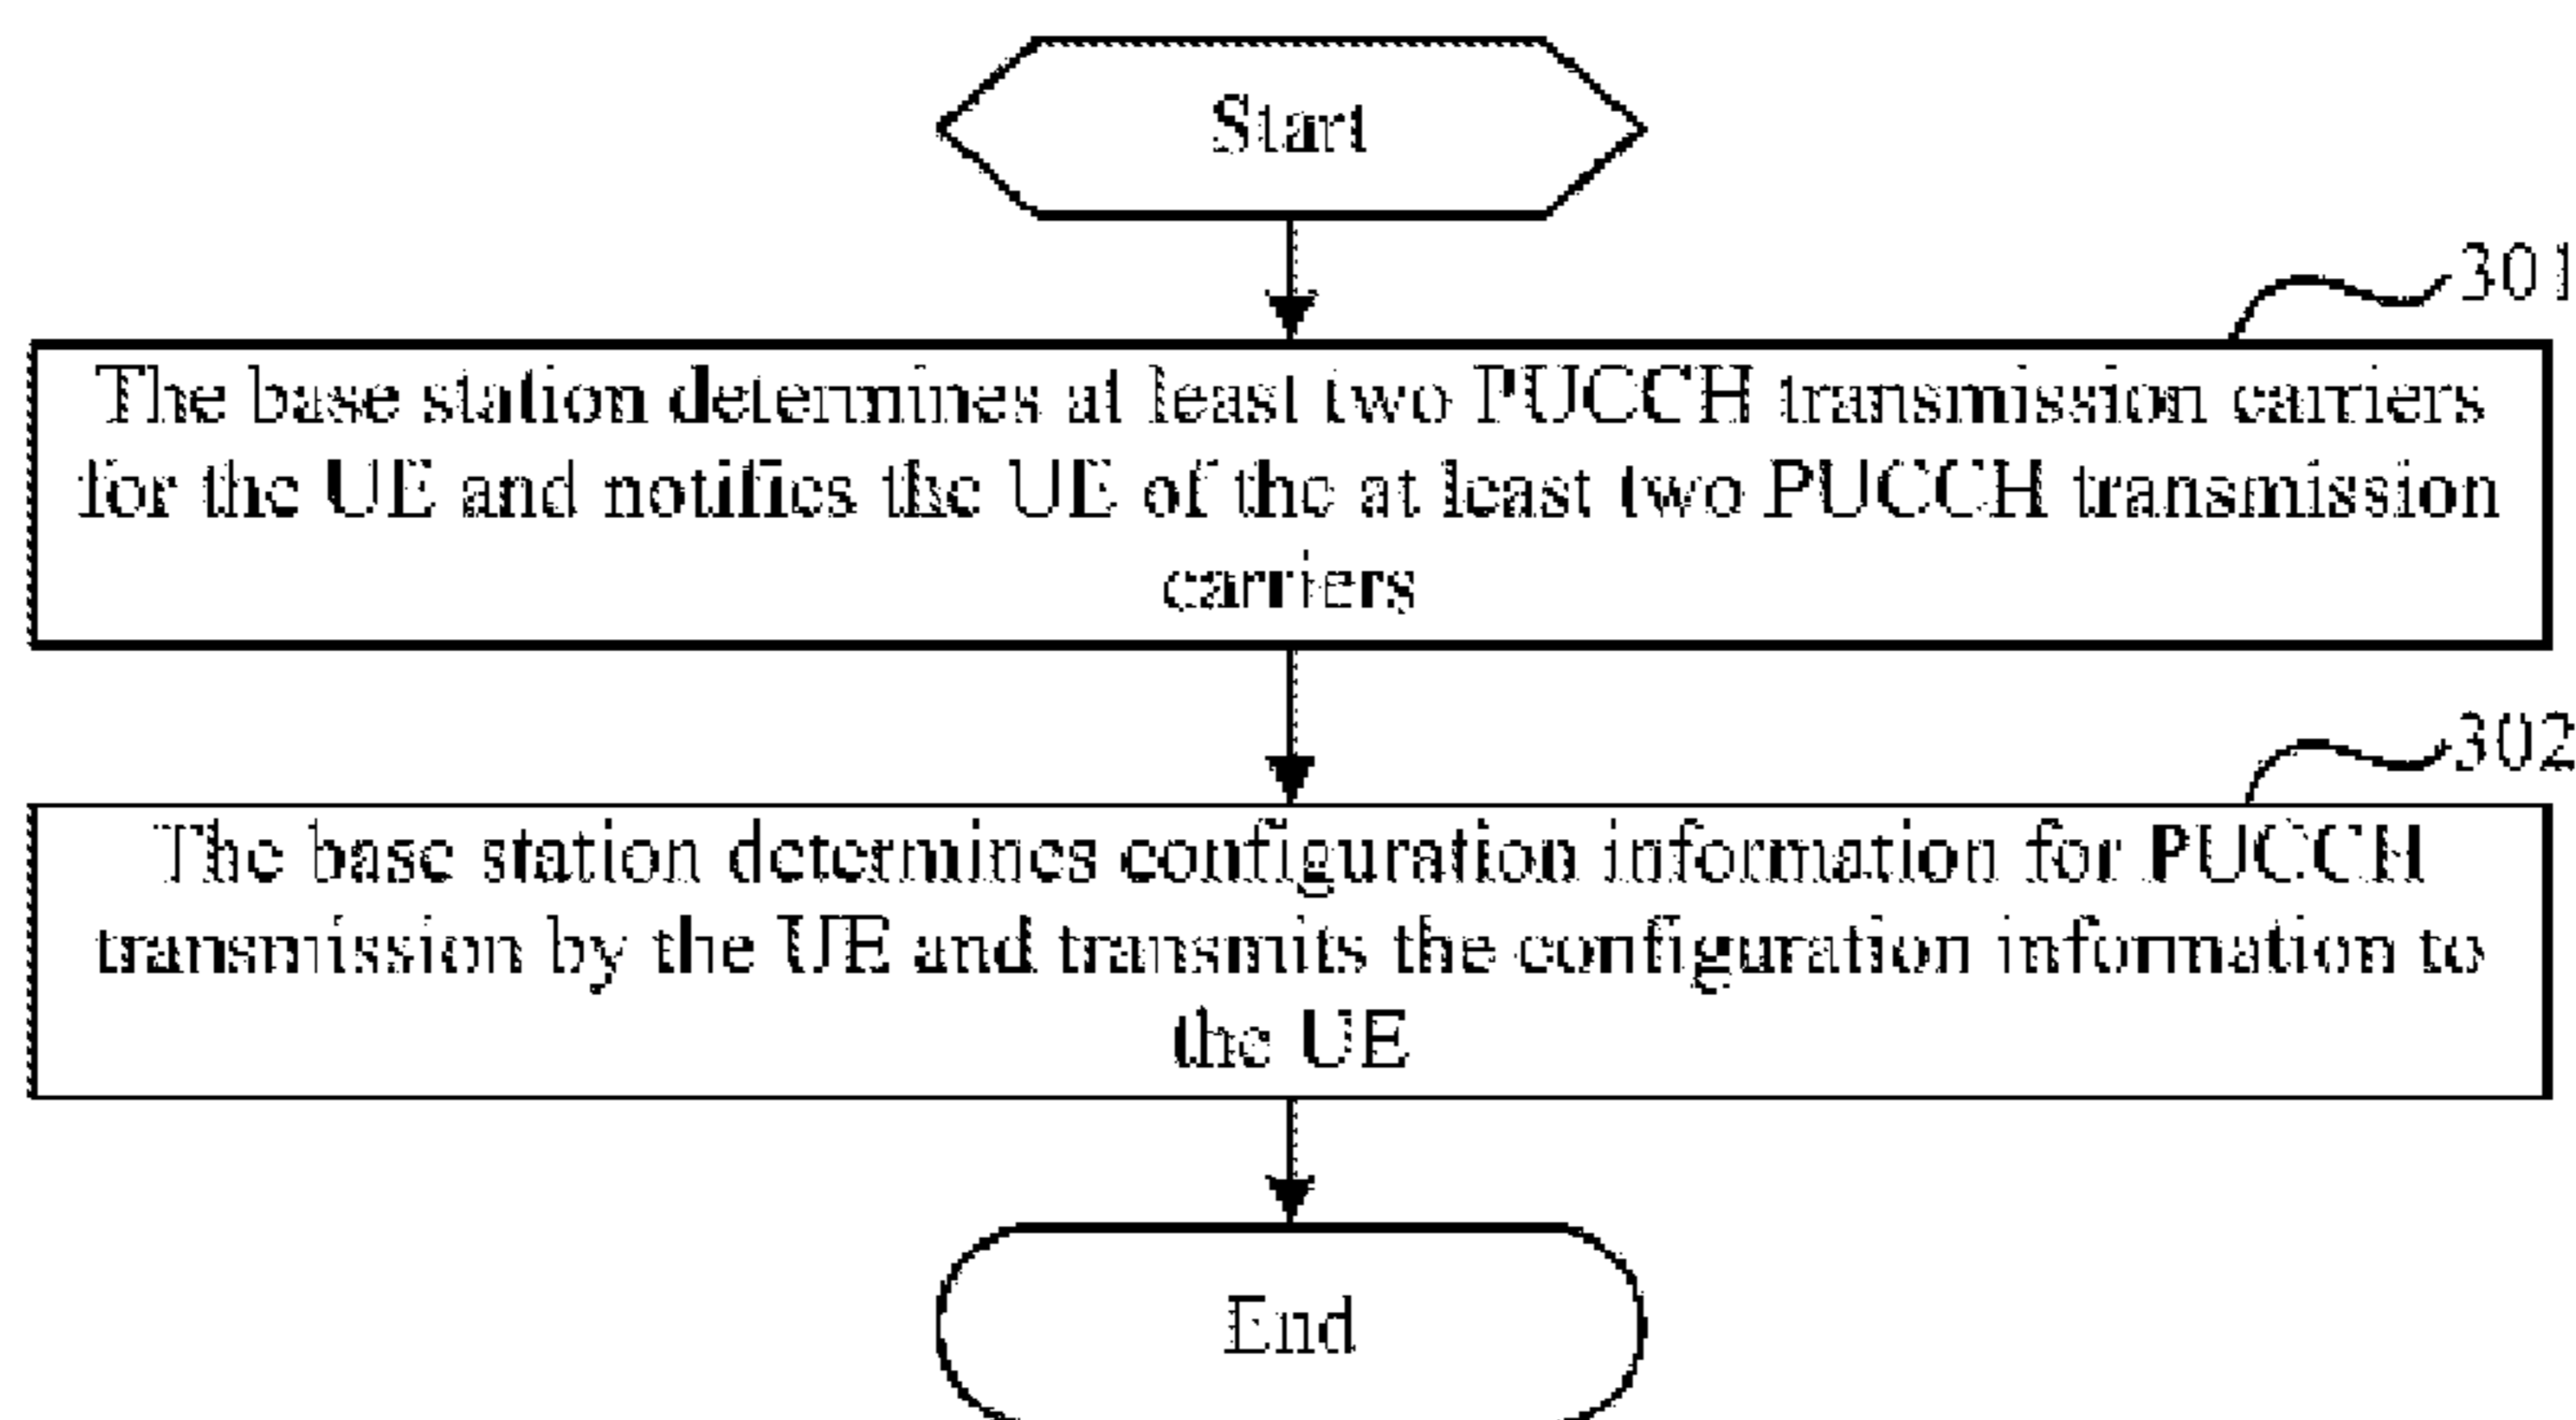 Start
301
The base station determines at least two PUCCH transmission carriers
for the UE and notifies the UE of the at least two PUCCH transmission
carriers
302
The base station determines configuration information for PUCCH
transmission by the UE and transmits the configuration information to
the UE
End